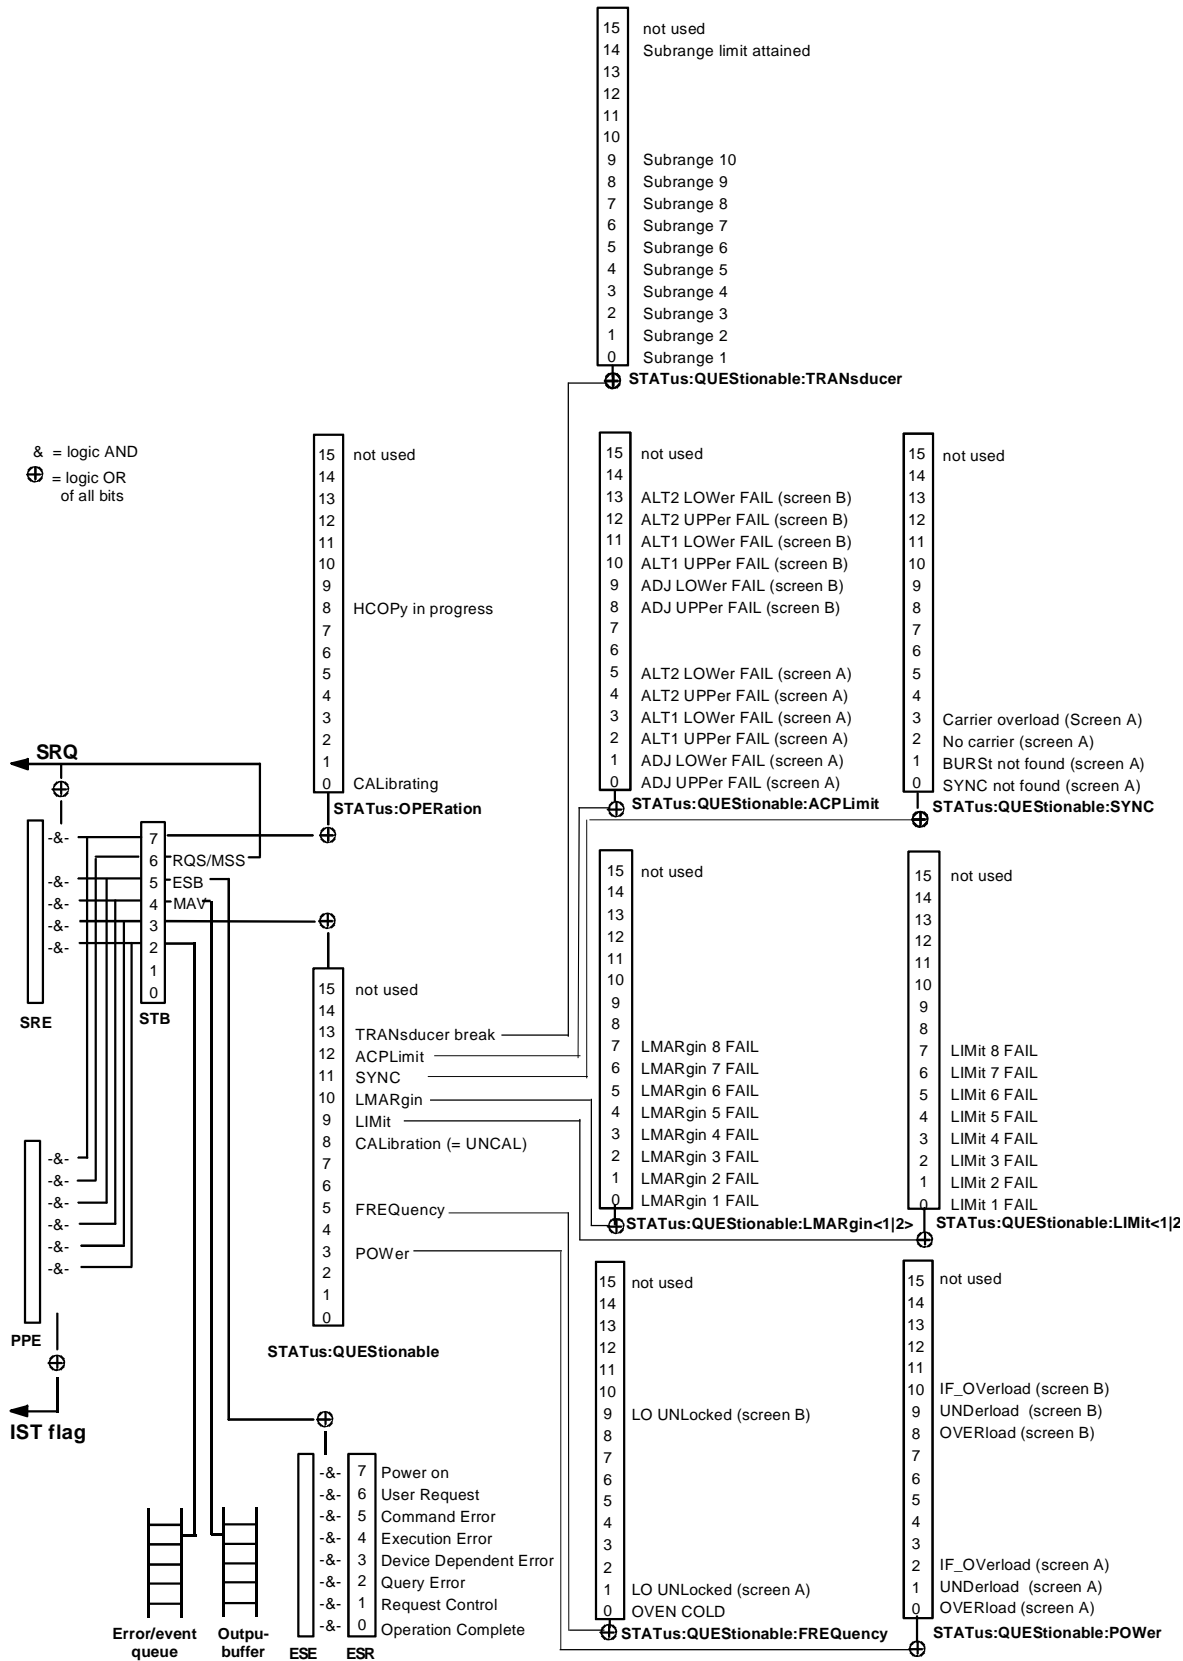 15 not used
14 Subrange limit attained
13
12
11
10
9 Subrange 10
8 Subrange 9
7 Subrange 8
6 Subrange 7
5 Subrange 6
4 Subrange 5
3 Subrange 4
2 Subrange 3
1 Subrange 2
0 Subrange 1
STATus:QUEStionable:TRANsducer
& = logic AND
⊕ = logic OR
of all bits
15 not used
14
13
12
11
10
9
8 HCOPy in progress
7
6
5
4
3
2
1
0 CALibrating
STATus:OPERation
15 not used
14
13 ALT2 LOWer FAIL (screen B)
12 ALT2 UPPer FAIL (screen B)
11 ALT1 LOWer FAIL (screen B)
10 ALT1 UPPer FAIL (screen B)
9 ADJ LOWer FAIL (screen B)
8 ADJ UPPer FAIL (screen B)
7
6
5 ALT2 LOWer FAIL (screen A)
4 ALT2 UPPer FAIL (screen A)
3 ALT1 LOWer FAIL (screen A)
2 ALT1 UPPer FAIL (screen A)
1 ADJ LOWer FAIL (screen A)
0 ADJ UPPer FAIL (screen A)
STATus:QUEStionable:ACPLimit
15 not used
14
13
12
11
10
9
8
7
6
5
4
3 Carrier overload (Screen A)
2 No carrier (screen A)
1 BURSt not found (screen A)
0 SYNC not found (screen A)
STATus:QUEStionable:SYNC
SRQ
-&-
-&-
-&-
-&-
-&-
SRE
7
6 RQS/MSS
5 ESB
4 MAV
3
2
1
0
STB
15 not used
14
13 TRANsducer break
12 ACPLimit
11 SYNC
10 LMARgin
9 LIMit
8 CALibration (= UNCAL)
7
6
5 FREQuency
4
3 POWer
2
1
0
STATus:QUEStionable
15 not used
14
13
12
11
10
9
8
7 LMARgin 8 FAIL
6 LMARgin 7 FAIL
5 LMARgin 6 FAIL
4 LMARgin 5 FAIL
3 LMARgin 4 FAIL
2 LMARgin 3 FAIL
1 LMARgin 2 FAIL
0 LMARgin 1 FAIL
STATus:QUEStionable:LMARgin<1|2>
15 not used
14
13
12
11
10
9
8
7 LIMit 8 FAIL
6 LIMit 7 FAIL
5 LIMit 6 FAIL
4 LIMit 5 FAIL
3 LIMit 4 FAIL
2 LIMit 3 FAIL
1 LIMit 2 FAIL
0 LIMit 1 FAIL
STATus:QUEStionable:LIMit<1|2
-&-
-&-
-&-
-&-
-&-
-&-
PPE
IST flag
15 not used
14
13
12
11
10
9 LO UNLocked (screen B)
8
7
6
5
4
3
2
1 LO UNLocked (screen A)
0 OVEN COLD
STATus:QUEStionable:FREQuency
15 not used
14
13
12
11
10 IF_OVerload (screen B)
9 UNDerload (screen B)
8 OVERload (screen B)
7
6
5
4
3
2 IF_OVerload (screen A)
1 UNDerload (screen A)
0 OVERload (screen A)
STATus:QUEStionable:POWer
-&- 7 Power on
-&- 6 User Request
-&- 5 Command Error
-&- 4 Execution Error
-&- 3 Device Dependent Error
-&- 2 Query Error
-&- 1 Request Control
-&- 0 Operation Complete
ESE ESR
Error/event
queue
Outpu-
buffer